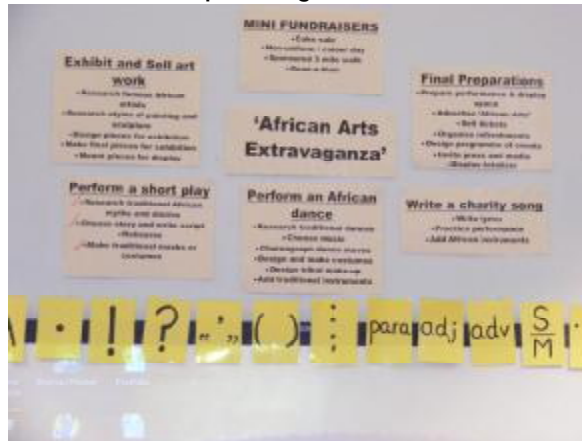 MINI FUNDRAISERS
•Cake sale
•Non-uniform / colour day
•Sponsored 3 mile walk
Exhibit and Sell art
work
•Research famous African
artists
•Research styles of painting and
sculpture
•Design pieces for exhibition
•Make final pieces for exhibition
•Mount pieces for display
'African Arts
Extravaganza'
Final Preparations
•Prepare performance & display
space
•Advertise 'African Arts'
•Sell tickets
•Organise refreshments
•Design programme of events
•Invite press and media
Perform a short play
•Research traditional African
myths and stories
•Choose story and write script
•Rehearse
•Make traditional masks or
costumes
Perform an African
dance
•Research traditional dances
•Choose music
•Choreograph dance moves
•Design and make costumes
•Design tribal make-up
•Add traditional instruments
Write a charity song
•Write lyrics
•Practice performance
•Add African instruments
. ! ? „ ' ” ( ) : ; para adj adv S/M